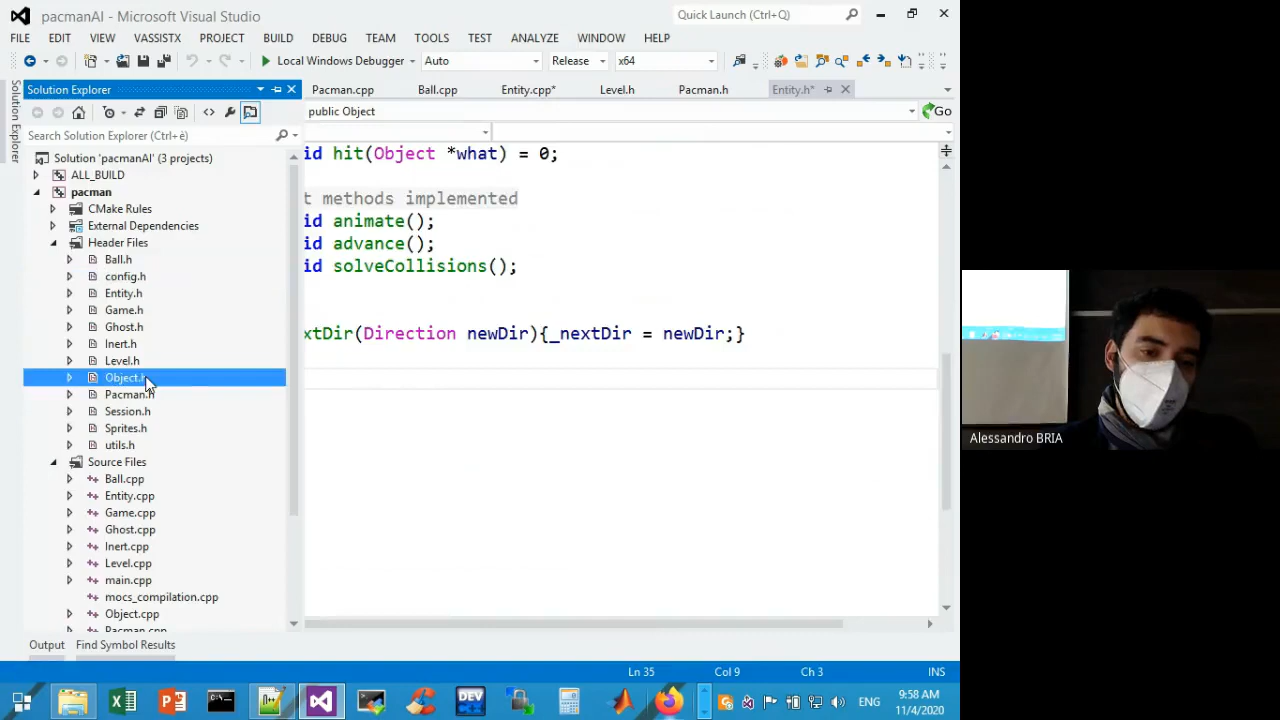 pacmanAI - Microsoft Visual Studio
Quick Launch (Ctrl+Q)
FILE EDIT VIEW VASSISTX PROJECT BUILD DEBUG TEAM TOOLS TEST ANALYZE WINDOW HELP
Local Windows Debugger Auto Release x64
Solution Explorer
Solution Explorer
Pacman.cpp Ball.cpp Entity.cpp* Level.h Pacman.h Entity.h*
public Object
Go
Search Solution Explorer (Ctrl+è)
Solution 'pacmanAI' (3 projects)
ALL_BUILD
pacman
CMake Rules
External Dependencies
Header Files
Ball.h
config.h
Entity.h
Game.h
Ghost.h
Inert.h
Level.h
Object.h
Pacman.h
Session.h
Sprites.h
utils.h
Source Files
Ball.cpp
Entity.cpp
Game.cpp
Ghost.cpp
Inert.cpp
Level.cpp
main.cpp
mocs_compilation.cpp
Object.cpp
Pacman.cpp
id hit(Object *what) = 0;
t methods implemented
id animate();
id advance();
id solveCollisions();
xtDir(Direction newDir){_nextDir = newDir;}
Output Find Symbol Results
Ln 35 Col 9 Ch 3 INS
DEV
ENG
9:58 AM
11/4/2020
Alessandro BRIA